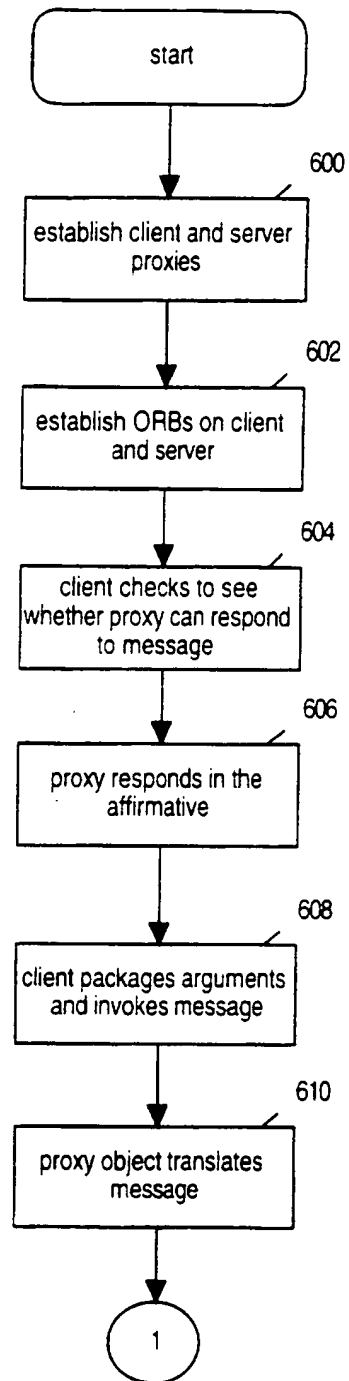 start
600
establish client and server
proxies
602
establish ORBs on client
and server
604
client checks to see
whether proxy can respond
to message
606
proxy responds in the
affirmative
608
client packages arguments
and invokes message
610
proxy object translates
message
1